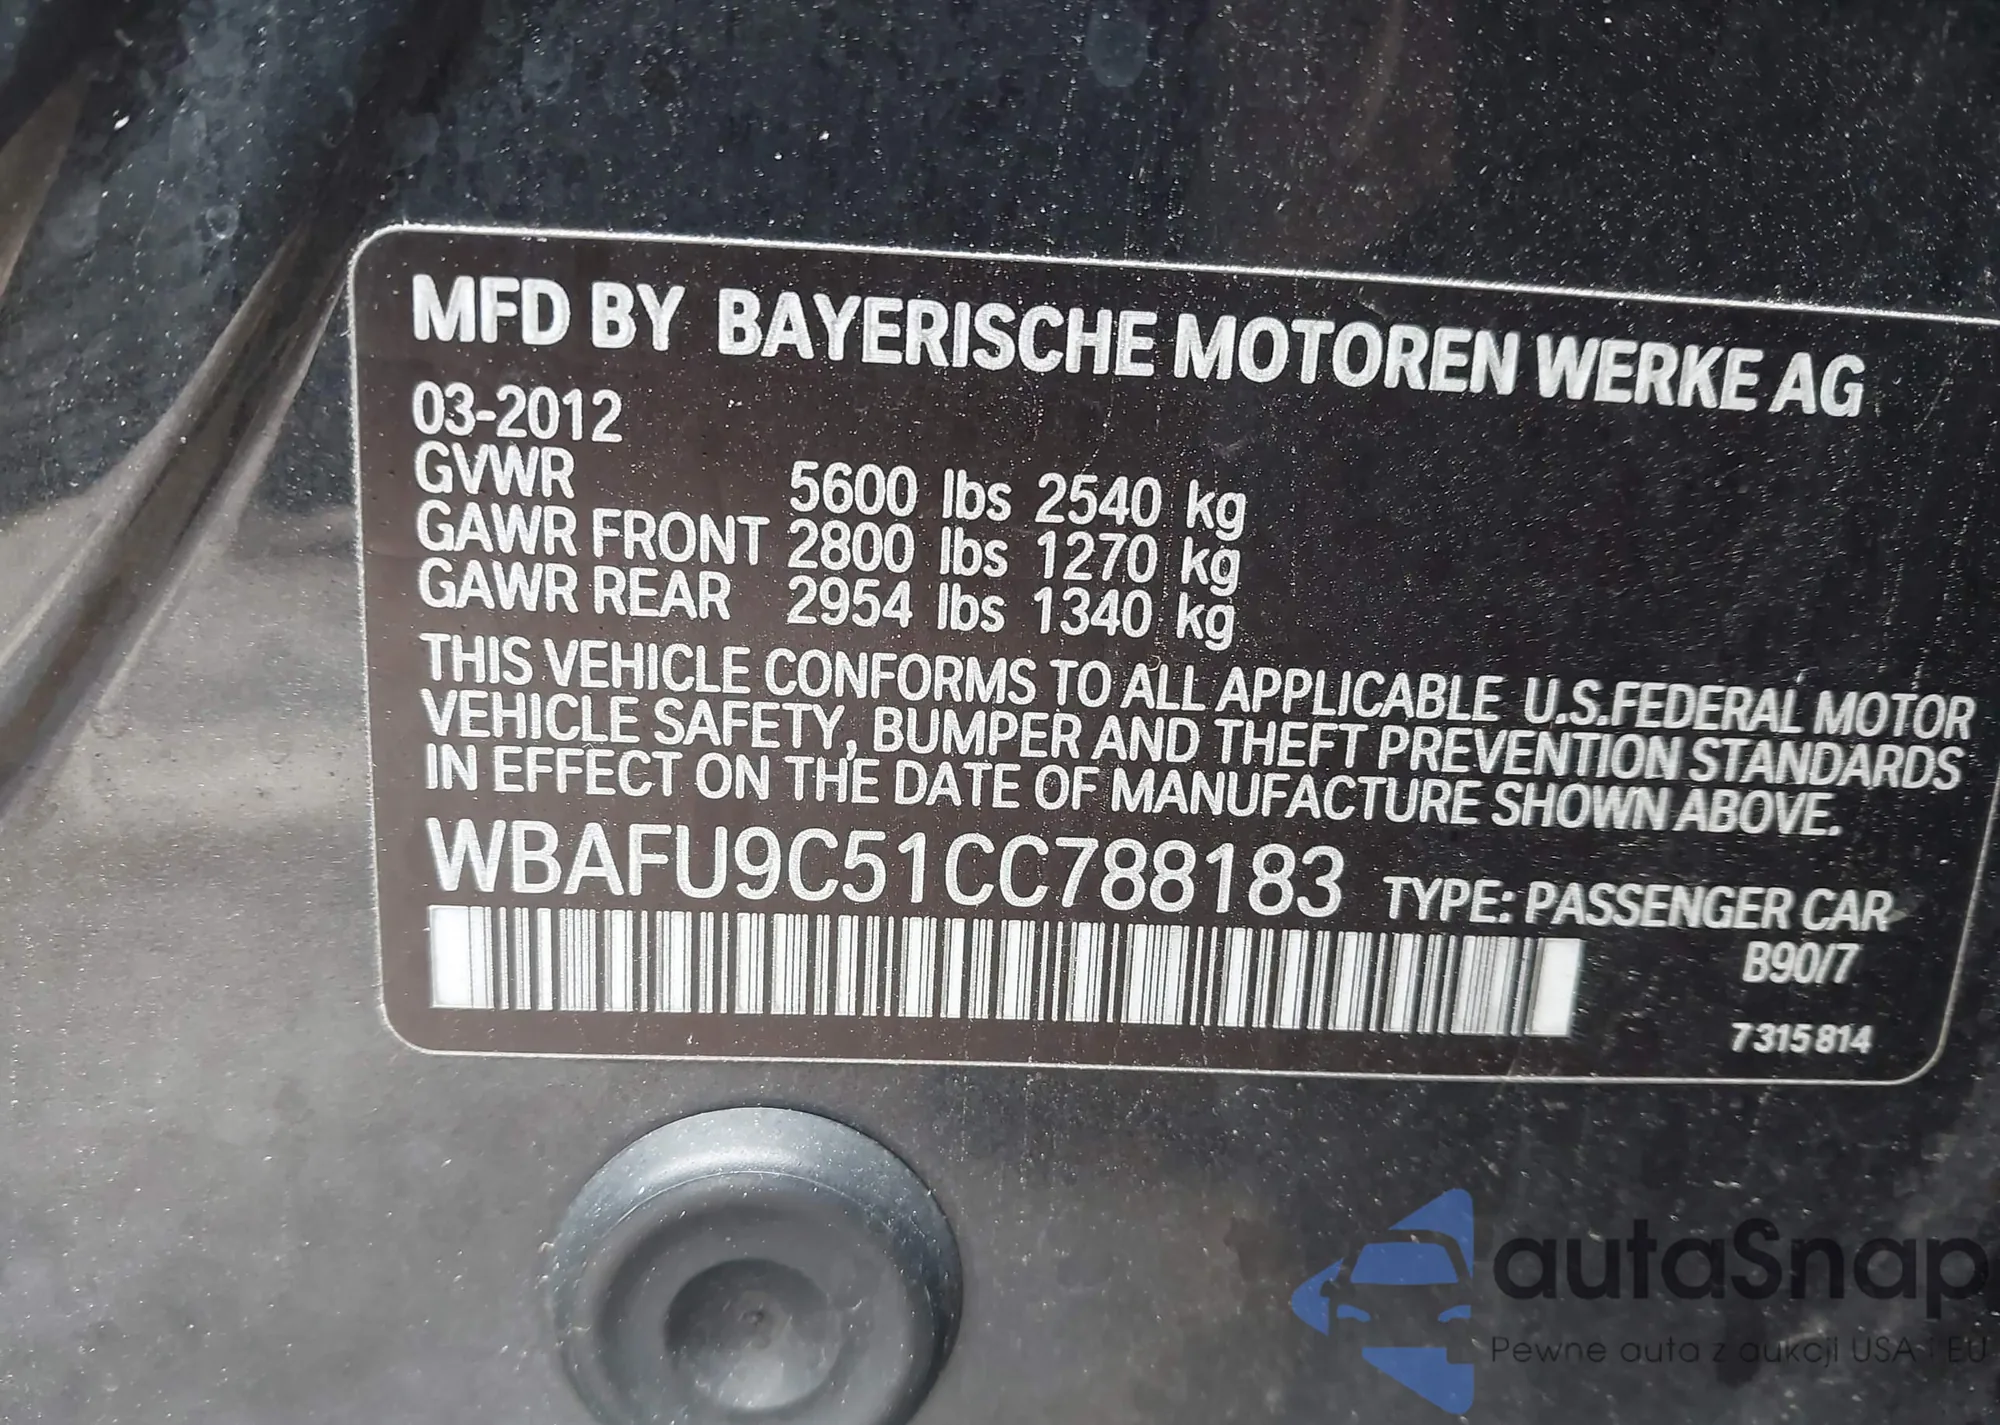 MFD BY BAYERISCHE MOTOREN WERKE AG
03-2012
GVWR 5600 lbs 2540 kg
GAWR FRONT 2800 lbs 1270 kg
GAWR REAR 2954 lbs 1340 kg
THIS VEHICLE CONFORMS TO ALL APPLICABLE U.S.FEDERAL MOTOR
VEHICLE SAFETY, BUMPER AND THEFT PREVENTION STANDARDS
IN EFFECT ON THE DATE OF MANUFACTURE SHOWN ABOVE.
WBAFU9C51CC788183 TYPE: PASSENGER CAR
B90/7
7 315 814
autaSnap
Pewne auta z aukcji USA i EU